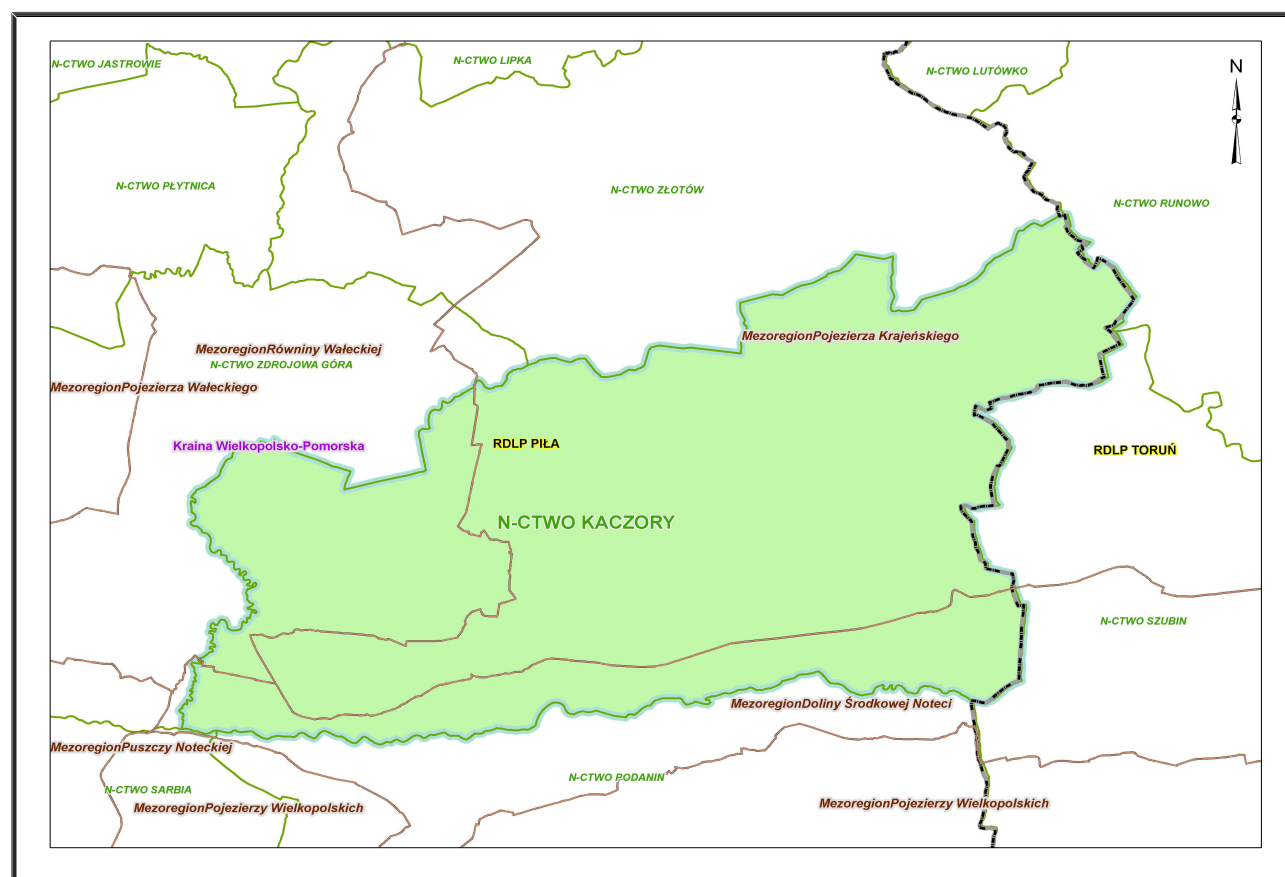 N-CTWO JASTROWIE
N-CTWO LIPKA
N-CTWO LUTÓWKO
N
N-CTWO PŁYTNICA
N-CTWO ZŁOTÓW
N-CTWO RUNOWO
MezoregionPojezierza Krajeńskiego
MezoregionRówniny Wałeckiej
N-CTWO ZDROJOWA GÓRA
MezoregionPojezierza Wałeckiego
Kraina Wielkopolsko-Pomorska
RDLP PIŁA
RDLP TORUŃ
N-CTWO KACZORY
N-CTWO SZUBIN
MezoregionDoliny Środkowej Noteci
MezoregionPuszczy Noteckiej
N-CTWO PODANIN
N-CTWO SARBIA
MezoregionPojezierzy Wielkopolskich
MezoregionPojezierzy Wielkopolskich